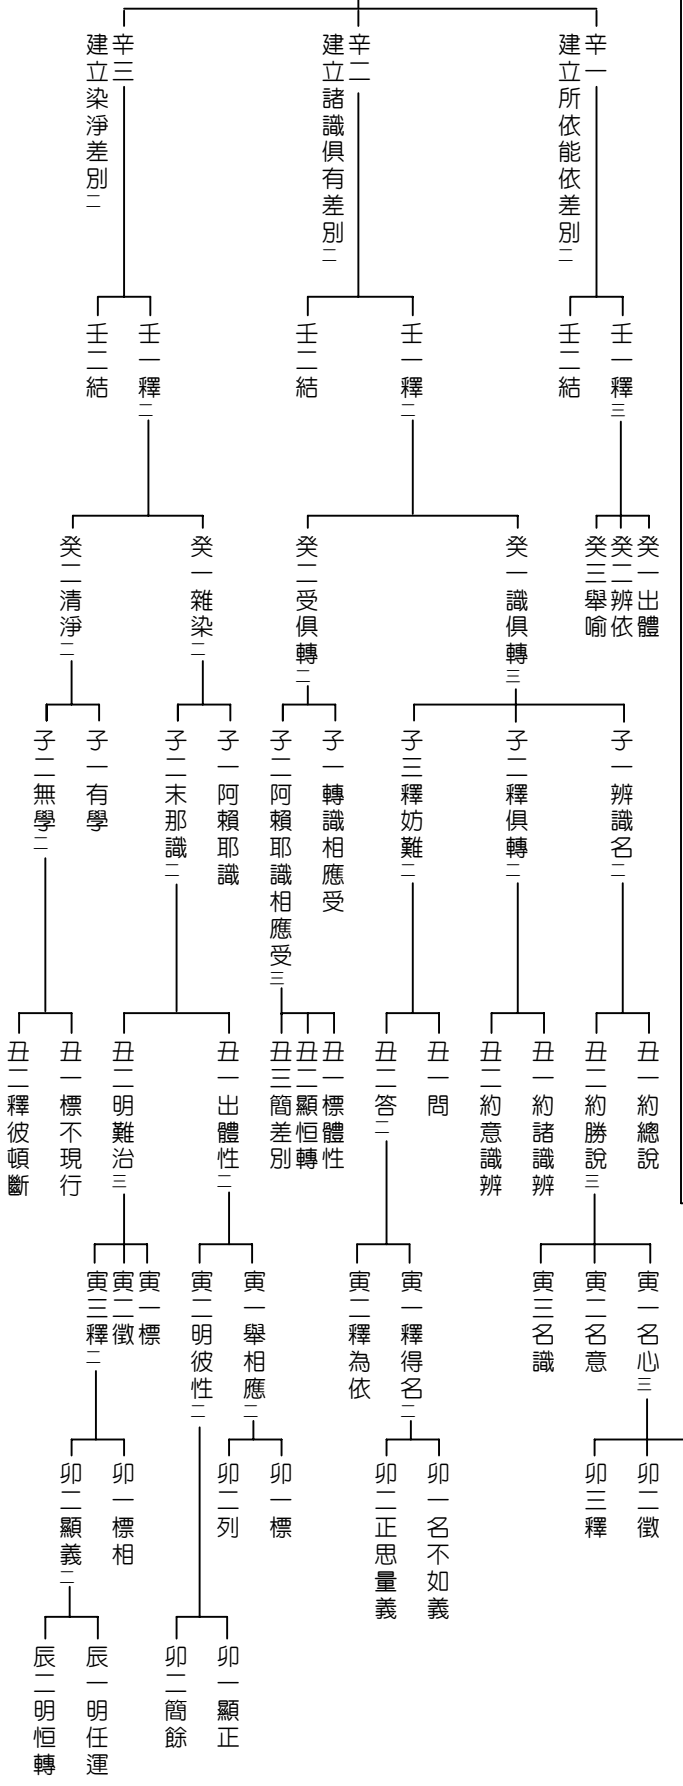 辛一
建立所依能依差別二
辛二
建立諸識俱有差別二
辛三
建立染淨差別二
壬一釋三
壬二結
壬一釋二
壬二結
壬一釋二
壬二結
癸一出體
癸二辨依
癸三舉喻
癸一識俱轉三
癸二受俱轉二
癸一雜染二
癸二清淨二
子一辨識名二
子二釋俱轉二
子三釋妨難二
子一轉識相應受
子二阿賴耶識相應受三
子一阿賴耶識
子二末那識二
子一有學
子二無學二
丑一約總說
丑二約勝說三
丑一約諸識辨
丑二約意識辨
丑一問
丑二答二
丑一標體性
丑二顯恒轉
丑三簡差別
丑一出體性二
丑二明難治三
丑一標不現行
丑二釋彼頓斷
寅一名心三
寅二名意
寅三名識
寅一釋得名二
寅二釋為依
寅一舉相應二
寅二明彼性二
寅一標
寅二徵
寅三釋二
卯二徵
卯三釋
卯一名不如義
卯二正思量義
卯一標
卯二列
卯一標相
卯二顯義二
卯一顯正
卯二簡餘
辰一明任運
辰二明恒轉